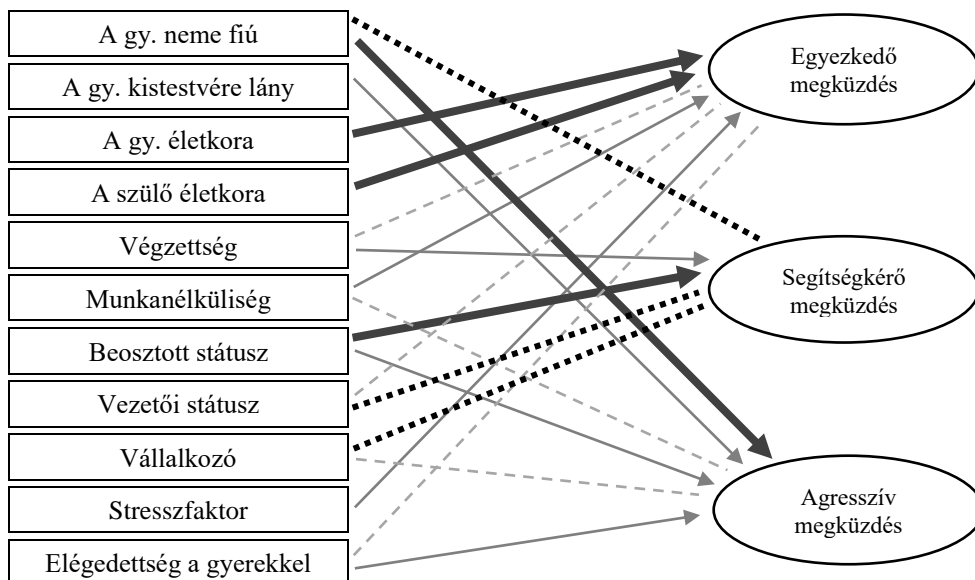 A gy. neme fiú
A gy. kistestvére lány
A gy. életkora
A szülő életkora
Végzettség
Munkanélküliség
Beosztott státusz
Vezetői státusz
Vállalkozó
Stresszfaktor
Elégedettség a gyerekkel
Egyezkedő
megküzdés
Segítségkérő
megküzdés
Agresszív
megküzdés